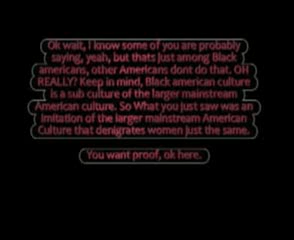 Ok wait, I know some of you are probably
saying, yeah, but thats just among Black
americans, other Americans dont do that. OH
REALLY? Keep in mind, Black american culture
is a sub culture of the larger mainstream
American culture. So What you just saw was an
imitation of the larger mainstream American
Culture that denigrates women just the same.
You want proof, ok here.